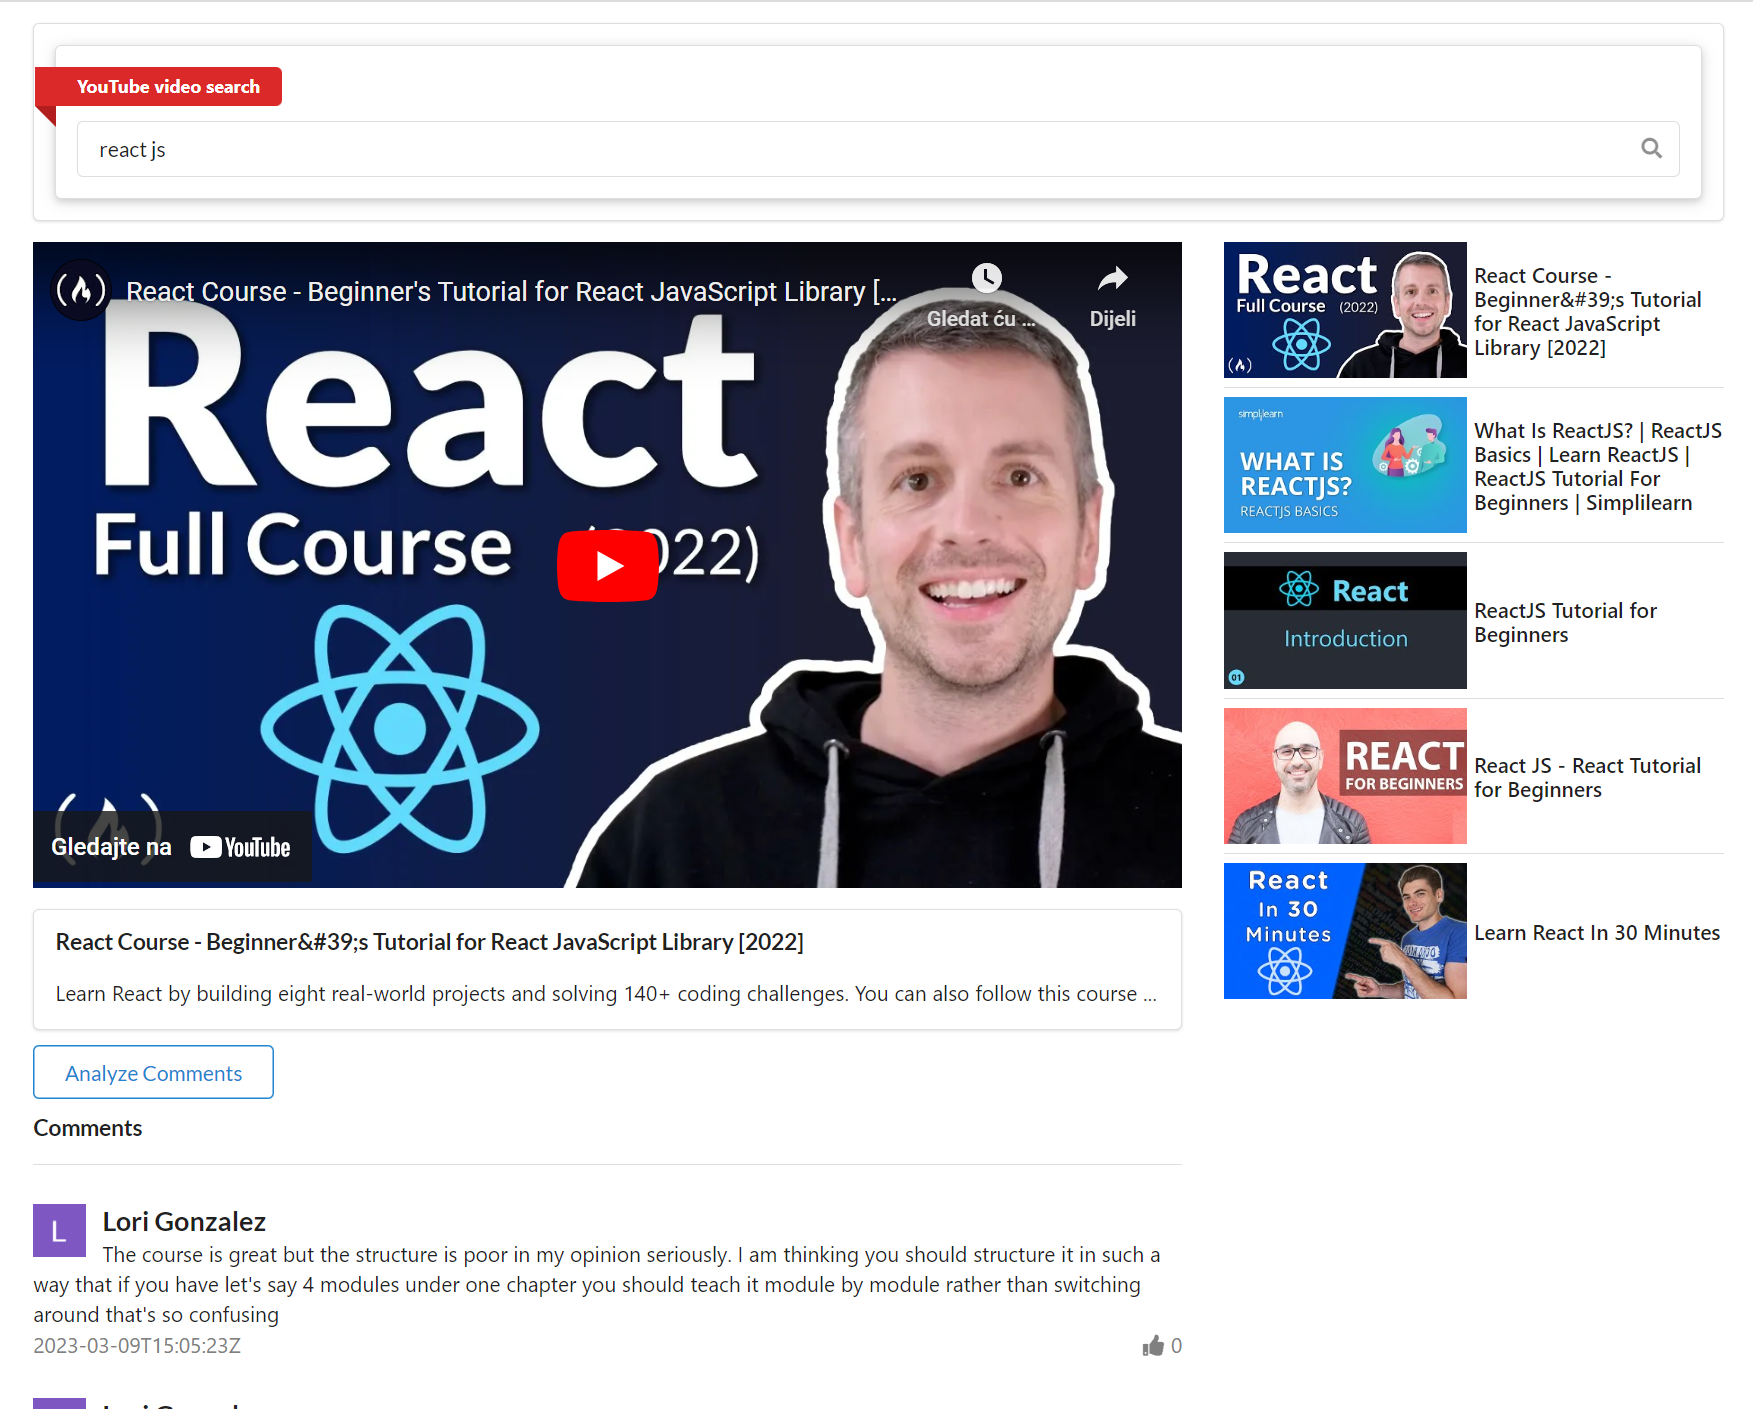 YouTube video search
react js
React Course - Beginner's Tutorial for React JavaScript Library [...
Gledat ću ...
Dijeli
React
Full Course (2022)
Gledajte na YouTube
React Course - Beginner&#39;s Tutorial for React JavaScript Library [2022]
Learn React by building eight real-world projects and solving 140+ coding challenges. You can also follow this course ...
Analyze Comments
Comments
L
Lori Gonzalez
The course is great but the structure is poor in my opinion seriously. I am thinking you should structure it in such a
way that if you have let's say 4 modules under one chapter you should teach it module by module rather than switching
around that's so confusing
2023-03-09T15:05:23Z
0
React
Full Course (2022)
React Course -
Beginner&#39;s Tutorial
for React JavaScript
Library [2022]
simplilearn
WHAT IS
REACTJS?
REACTJS BASICS
What Is ReactJS? | ReactJS
Basics | Learn ReactJS |
ReactJS Tutorial For
Beginners | Simplilearn
React
Introduction
01
ReactJS Tutorial for
Beginners
REACT
FOR BEGINNERS
React JS - React Tutorial
for Beginners
React
In 30
Minutes
Learn React In 30 Minutes